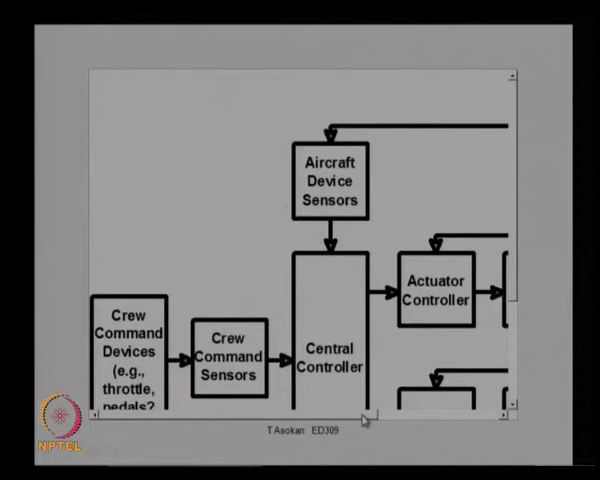 Aircraft
Device
Sensors
Actuator
Controller
Crew
Command
Devices
(e.g.,
throttle,
pedals?
Crew
Command
Sensors
Central
Controller
NPTEL
T Asokan ED309